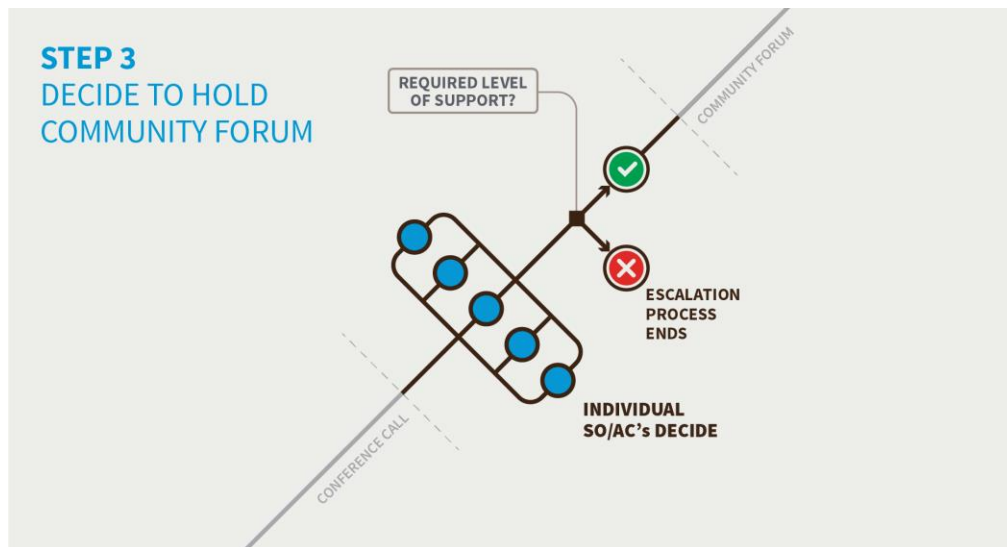 STEP 3
DECIDE TO HOLD
COMMUNITY FORUM
REQUIRED LEVEL
OF SUPPORT?
COMMUNITY FORUM
ESCALATION
PROCESS
ENDS
INDIVIDUAL
SO/AC’s DECIDE
CONFERENCE CALL